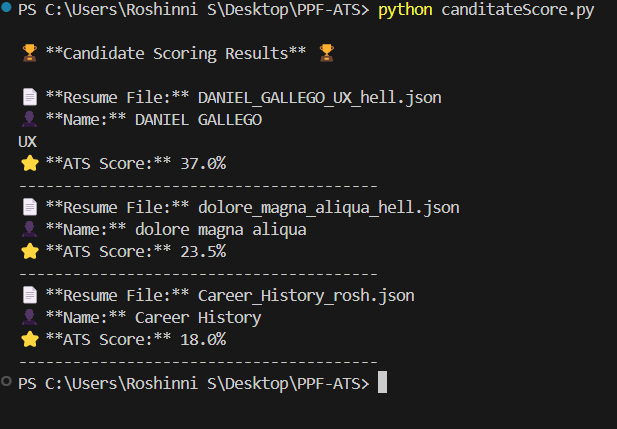 PS C:\Users\Roshinni S\Desktop\PPF-ATS> python canditateScore.py
🏆 **Candidate Scoring Results** 🏆
📄 **Resume File:** DANIEL_GALLEGO_UX_hell.json
👤 **Name:** DANIEL GALLEGO
UX
⭐ **ATS Score:** 37.0%
----------------------------------------
📄 **Resume File:** dolore_magna_aliqua_hell.json
👤 **Name:** dolore magna aliqua
⭐ **ATS Score:** 23.5%
----------------------------------------
📄 **Resume File:** Career_History_rosh.json
👤 **Name:** Career History
⭐ **ATS Score:** 18.0%
----------------------------------------
PS C:\Users\Roshinni S\Desktop\PPF-ATS>